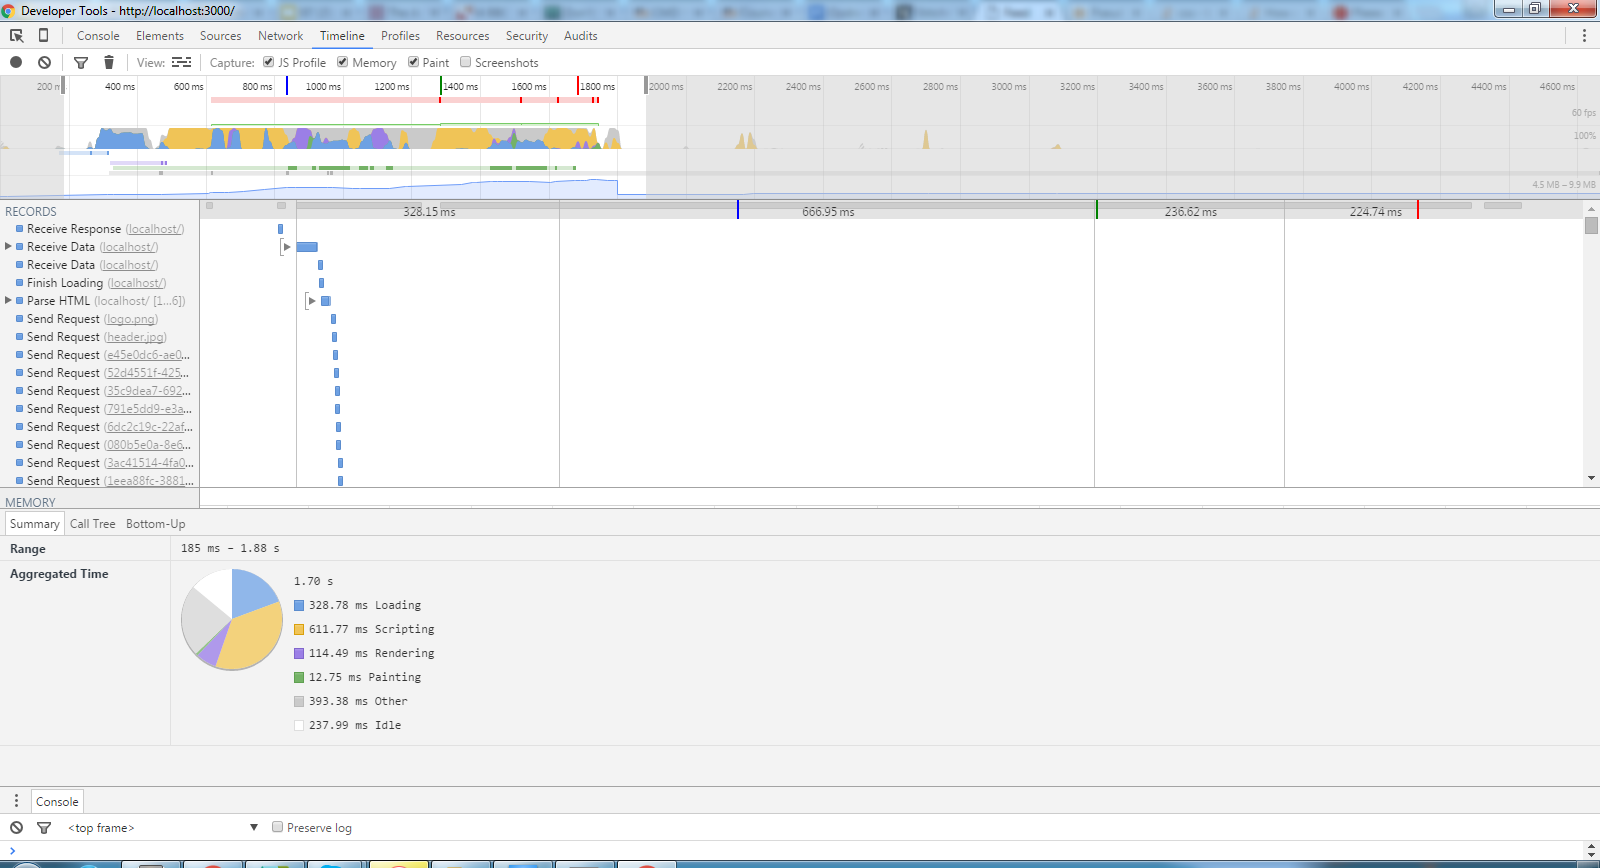 Developer Tools - http://localhost:3000/
Console Elements Sources Network Timeline Profiles Resources Security Audits
View: Capture: JS Profile Memory Paint Screenshots
400 ms 600 ms 800 ms 1000 ms 1200 ms 1400 ms 1600 ms 1800 ms 2000 ms 2200 ms 2400 ms 2600 ms 2800 ms 3000 ms 3200 ms 3400 ms 3600 ms 3800 ms 4000 ms 4200 ms 4400 ms 4600 ms
60 fps
100%
4.5 MB – 9.9 MB
RECORDS 328.15 ms 666.95 ms 236.62 ms 224.74 ms
Receive Response (localhost/)
Receive Data (localhost/)
Receive Data (localhost/)
Finish Loading (localhost/)
Parse HTML (localhost/ [1...6])
Send Request (logo.png)
Send Request (header.jpg)
Send Request (e45e0dc6-ae0...
Send Request (52d4551f-425...
Send Request (35c9dea7-692...
Send Request (791e5dd9-e3a...
Send Request (6dc2c19c-22af...
Send Request (080b5e0a-8e6...
Send Request (3ac41514-4fa0...
Send Request (1eea88fc-3881...
MEMORY
Summary Call Tree Bottom-Up
Range 185 ms – 1.88 s
Aggregated Time
1.70 s
328.78 ms Loading
611.77 ms Scripting
114.49 ms Rendering
12.75 ms Painting
393.38 ms Other
237.99 ms Idle
Console
<top frame> Preserve log